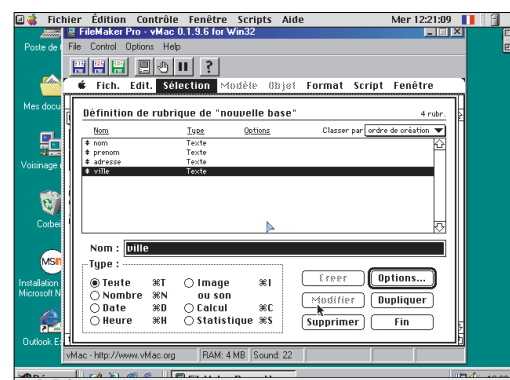 Fichier Édition Contrôle Fenêtre Scripts Aide Mer 12:21:09
FileMaker Pro - vMac 0.1.9.6 for Win32
Poste de
File Control Options Help
Fich. Edit. Sélection Modèle Objet Format Script Fenêtre
Mes docu
Définition de rubrique de "nouvelle base" 4 rubr.
Nom Type Options Classer par ordre de création
nom Texte
prenom Texte
adresse Texte
ville Texte
Voisinage
Corbei
Nom : ville
Type :
MSN
Texte ⌘T Image ⌘I
Nombre ⌘N ou son
Date ⌘D Calcul ⌘C
Heure ⌘H Statistique ⌘S
Creer Options...
Modifier Dupliquer
Supprimer Fin
Installation
Microsoft N
Outlook E
vMac - http://www.vMac.org RAM: 4 MB Sound: 22